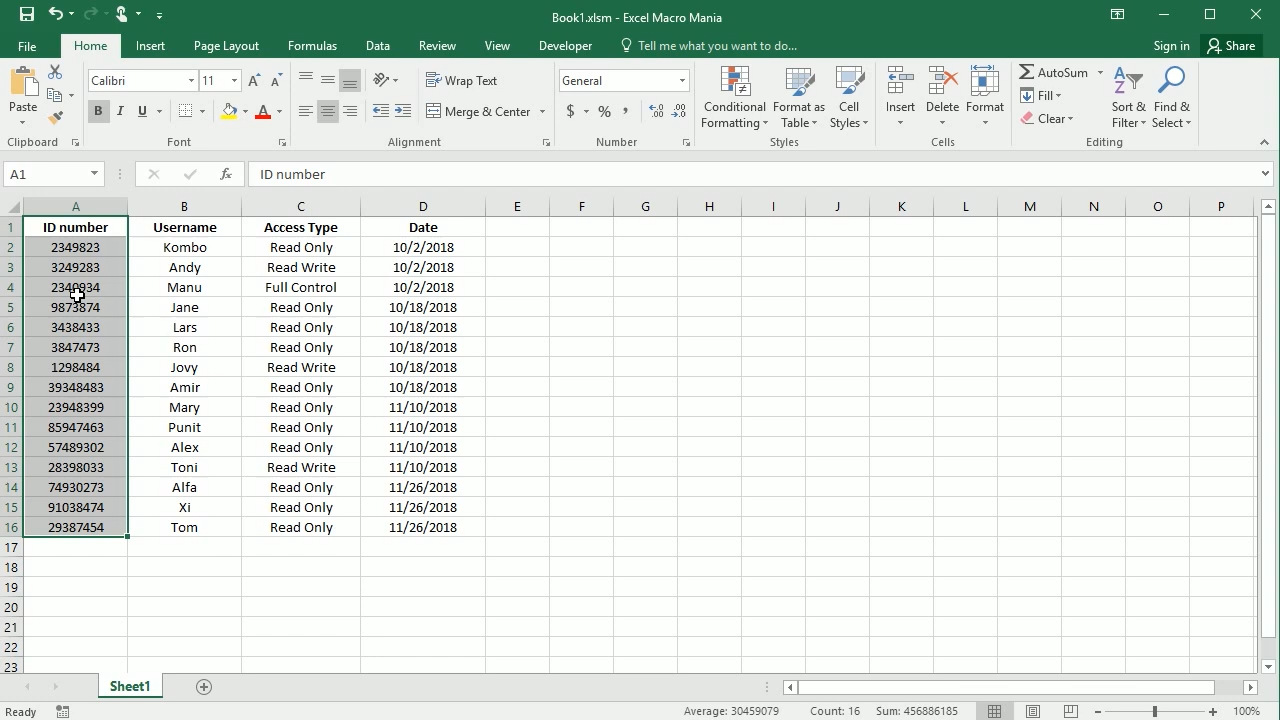 Book1.xlsm - Excel Macro Mania
File Home Insert Page Layout Formulas Data Review View Developer Tell me what you want to do... Sign in Share
Calibri 11 Wrap Text General AutoSum
Paste B I U Merge & Center $ % , Conditional Formatting Format as Table Cell Styles Insert Delete Format Fill Clear Sort & Filter Find & Select
Clipboard Font Alignment Number Styles Cells Editing
A1 fx ID number
A B C D E F G H I J K L M N O P
1 ID number Username Access Type Date
2 2349823 Kombo Read Only 10/2/2018
3 3249283 Andy Read Write 10/2/2018
4 Manu Full Control 10/2/2018
5 9873874 Jane Read Only 10/18/2018
6 3438433 Lars Read Only 10/18/2018
7 3847473 Ron Read Only 10/18/2018
8 1298484 Jovy Read Write 10/18/2018
9 39348483 Amir Read Only 10/18/2018
10 23948399 Mary Read Only 11/10/2018
11 85947463 Punit Read Only 11/10/2018
12 57489302 Alex Read Only 11/10/2018
13 28398033 Toni Read Write 11/10/2018
14 74930273 Alfa Read Only 11/26/2018
15 91038474 Xi Read Only 11/26/2018
16 29387454 Tom Read Only 11/26/2018
17
18
19
20
21
22
23
Sheet1
Ready Average: 30459079 Count: 16 Sum: 456886185 100%